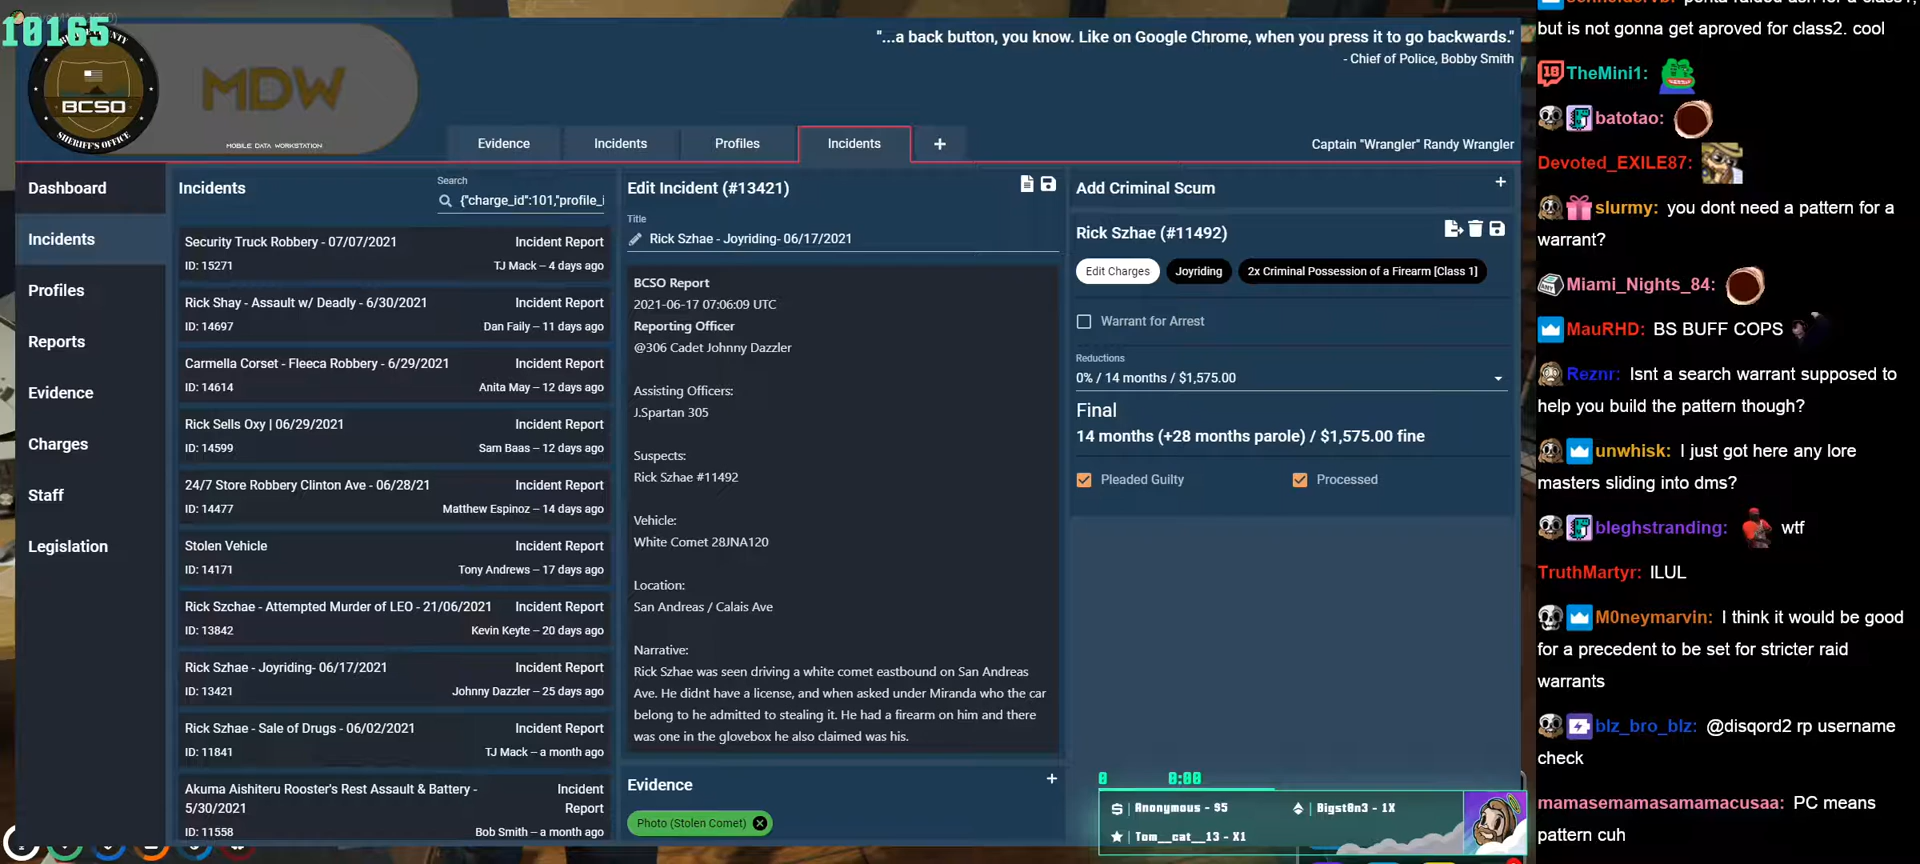 10165
BCSO
SHERIFF'S OFFICE
MDW
MOBILE DATA WORKSTATION
"...a back button, you know. Like on Google Chrome, when you press it to go backwards."
- Chief of Police, Bobby Smith
Evidence
Incidents
Profiles
Incidents
+
Captain "Wrangler" Randy Wrangler
Dashboard
Incidents
Profiles
Reports
Evidence
Charges
Staff
Legislation
Incidents
Search
{"charge_id":101,"profile_i
Security Truck Robbery - 07/07/2021 Incident Report
ID: 15271 TJ Mack – 4 days ago
Rick Shay - Assault w/ Deadly - 6/30/2021 Incident Report
ID: 14697 Dan Faily – 11 days ago
Carmella Corset - Fleeca Robbery - 6/29/2021 Incident Report
ID: 14614 Anita May – 12 days ago
Rick Sells Oxy | 06/29/2021 Incident Report
ID: 14599 Sam Baas – 12 days ago
24/7 Store Robbery Clinton Ave - 06/28/21 Incident Report
ID: 14477 Matthew Espinoz – 14 days ago
Stolen Vehicle Incident Report
ID: 14171 Tony Andrews – 17 days ago
Rick Szchae - Attempted Murder of LEO - 21/06/2021 Incident Report
ID: 13842 Kevin Keyte – 20 days ago
Rick Szhae - Joyriding- 06/17/2021 Incident Report
ID: 13421 Johnny Dazzler – 25 days ago
Rick Szhae - Sale of Drugs - 06/02/2021 Incident Report
ID: 11841 TJ Mack – a month ago
Akuma Aishiteru Rooster's Rest Assault & Battery - Incident
5/30/2021 Report
ID: 11558 Bob Smith – a month ago
Edit Incident (#13421)
Title
Rick Szhae - Joyriding- 06/17/2021
BCSO Report
2021-06-17 07:06:09 UTC
Reporting Officer
@306 Cadet Johnny Dazzler
Assisting Officers:
J.Spartan 305
Suspects:
Rick Szhae #11492
Vehicle:
White Comet 28JNA120
Location:
San Andreas / Calais Ave
Narrative:
Rick Szhae was seen driving a white comet eastbound on San Andreas
Ave. He didnt have a license, and when asked under Miranda who the car
belong to he admitted to stealing it. He had a firearm on him and there
was one in the glovebox he also claimed was his.
Evidence +
Photo (Stolen Comet)
Add Criminal Scum +
Rick Szhae (#11492)
Edit Charges
Joyriding
2x Criminal Possession of a Firearm [Class 1]
Warrant for Arrest
Reductions
0% / 14 months / $1,575.00
Final
14 months (+28 months parole) / $1,575.00 fine
Pleaded Guilty
Processed
0 0:00
Anonymous - 95
Bigst8n3 - 1X
Tom__cat__13 - X1
but is not gonna get aproved for class2. cool
TheMini1:
batotao:
Devoted_EXILE87:
slurmy: you dont need a pattern for a
warrant?
Miami_Nights_84:
MauRHD: BS BUFF COPS
Reznr: Isnt a search warrant supposed to
help you build the pattern though?
unwhisk: I just got here any lore
masters sliding into dms?
bleghstranding: wtf
TruthMartyr: ILUL
M0neymarvin: I think it would be good
for a precedent to be set for stricter raid
warrants
blz_bro_blz: @disqord2 rp username
check
mamasemamasamamacusaa: PC means
pattern cuh